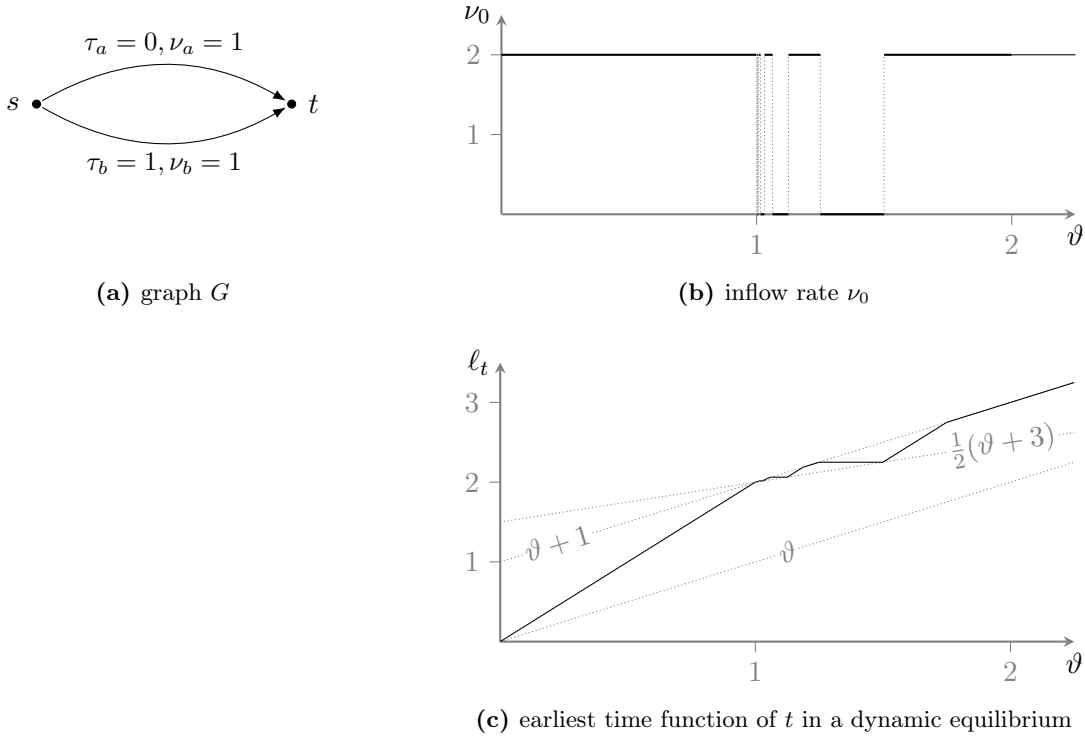 τ_a = 0, ν_a = 1
s
t
τ_b = 1, ν_b = 1
(a) graph G
ν_0
2
1
1
2
ϑ
(b) inflow rate ν_0
ℓ_t
3
2
1
1/2(ϑ + 3)
ϑ + 1
ϑ
1
2
ϑ
(c) earliest time function of t in a dynamic equilibrium